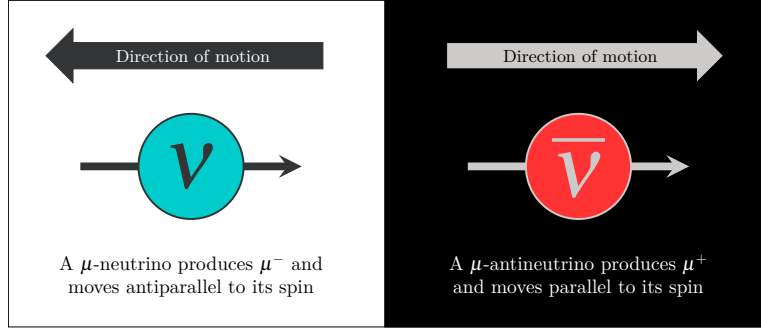 Direction of motion
ν
A μ-neutrino produces μ⁻ and
moves antiparallel to its spin
Direction of motion
ν̅
A μ-antineutrino produces μ⁺
and moves parallel to its spin